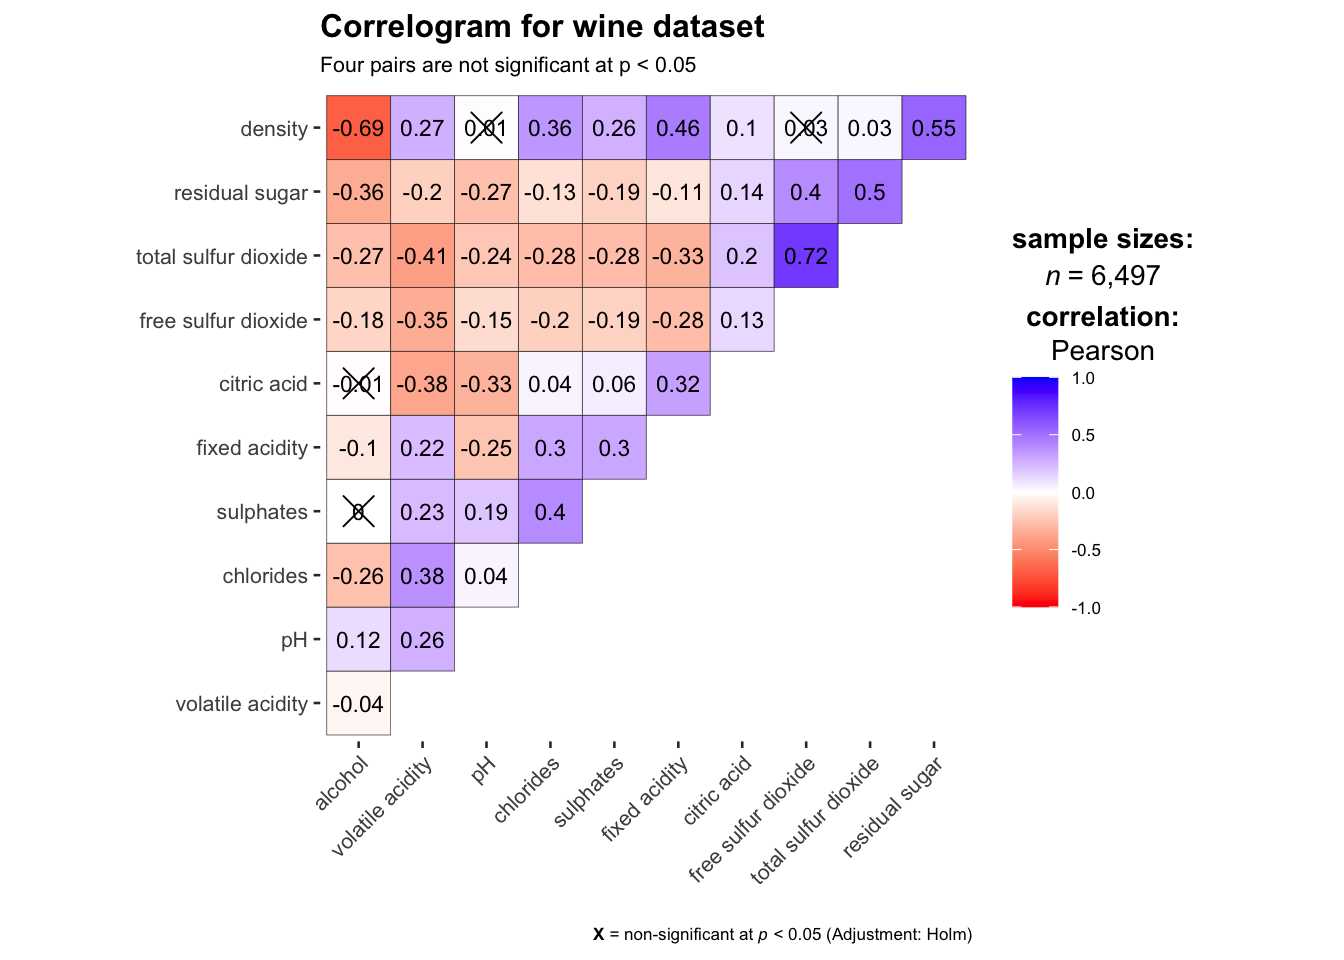 Correlogram for wine dataset
Four pairs are not significant at p < 0.05
density -0.69 0.27 0.01 0.36 0.26 0.46 0.1 0.03 0.03 0.55
residual sugar -0.36 -0.2 -0.27 -0.13 -0.19 -0.11 0.14 0.4 0.5
total sulfur dioxide -0.27 -0.41 -0.24 -0.28 -0.28 -0.33 0.2 0.72
free sulfur dioxide -0.18 -0.35 -0.15 -0.2 -0.19 -0.28 0.13
citric acid -0.01 -0.38 -0.33 0.04 0.06 0.32
fixed acidity -0.1 0.22 -0.25 0.3 0.3
sulphates 0 0.23 0.19 0.4
chlorides -0.26 0.38 0.04
pH 0.12 0.26
volatile acidity -0.04
alcohol
volatile acidity
pH
chlorides
sulphates
fixed acidity
citric acid
free sulfur dioxide
total sulfur dioxide
residual sugar
sample sizes:
n = 6,497
correlation:
Pearson
1.0
0.5
0.0
-0.5
-1.0
X = non-significant at p < 0.05 (Adjustment: Holm)